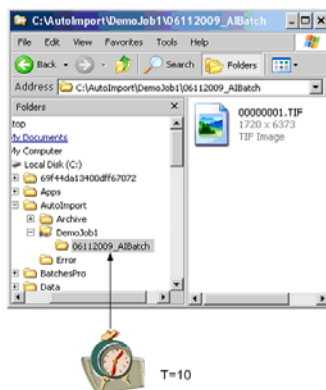 C:\AutoImport\DemoJob1\06112009_AIBatch
File Edit View Favorites Tools Help
Back Search Folders
Address C:\AutoImport\DemoJob1\06112009_AIBatch
Folders
top
My Documents
My Computer
Local Disk (C:)
69f44da13400dff67072
Apps
AutoImport
Archive
DemoJob1
06112009_AIBatch
Error
BatchesPro
Data
00000001.TIF
1720 x 6373
TIF Image
T=10